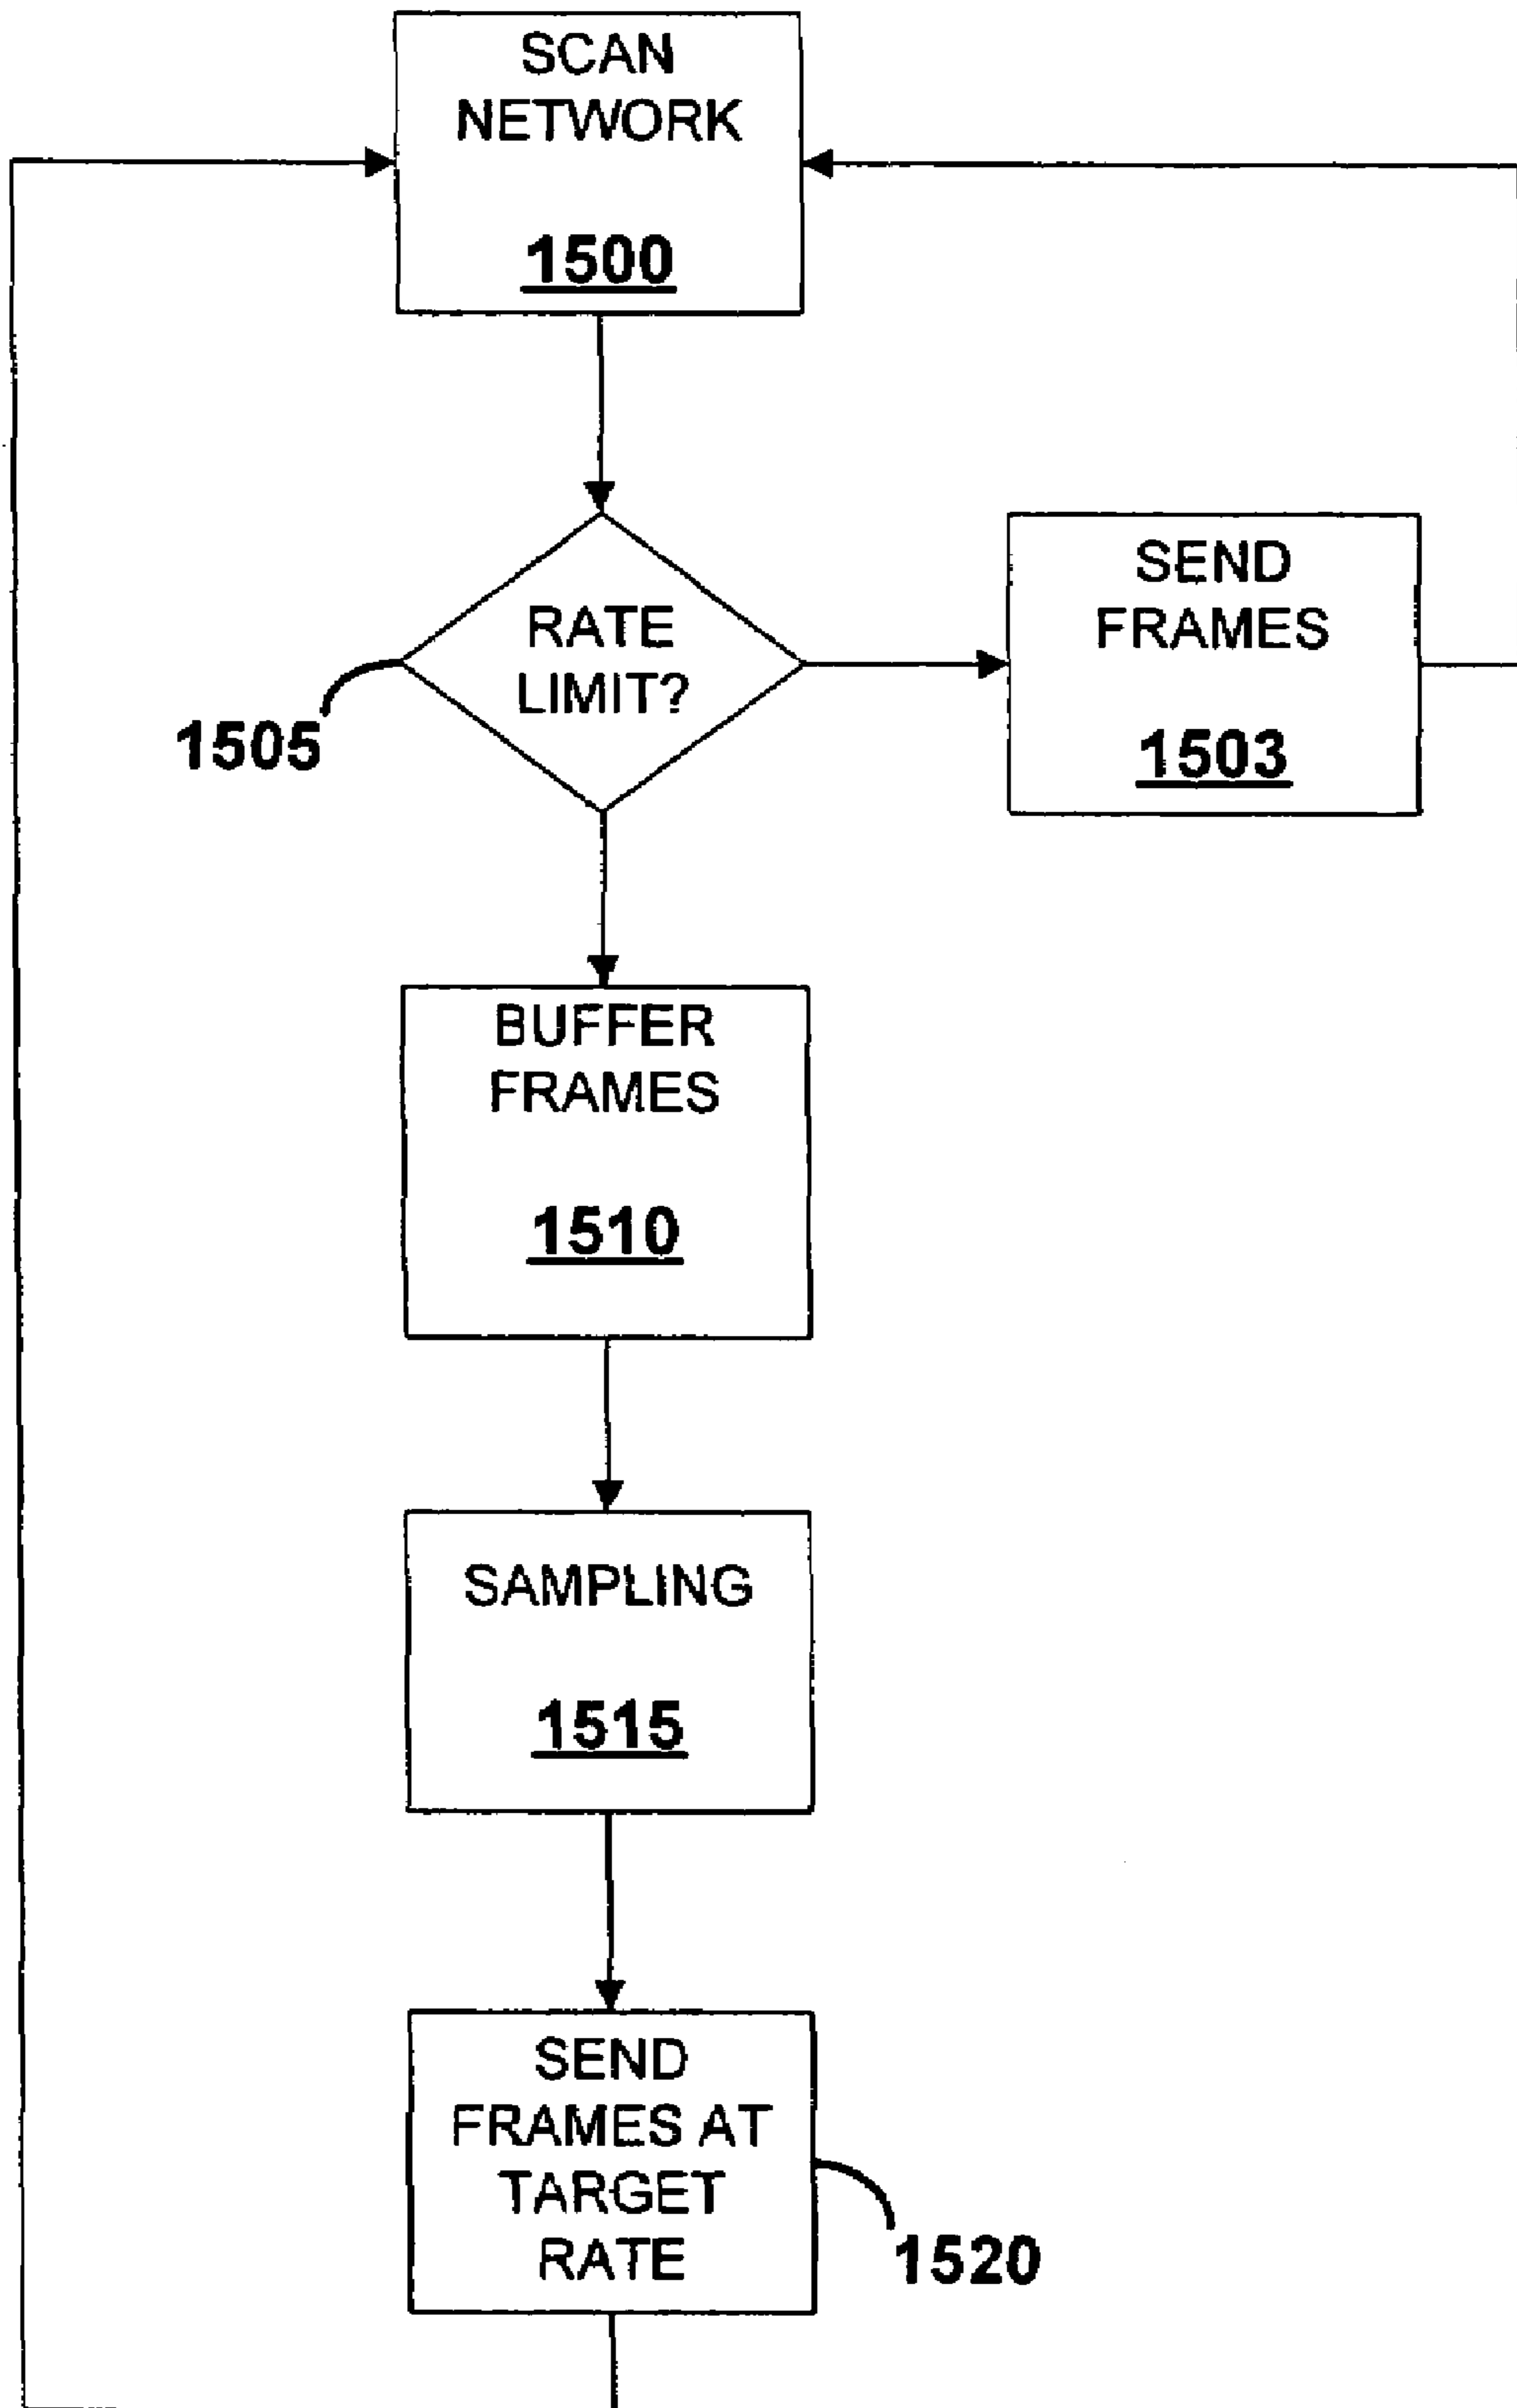 SCAN
NETWORK
1500
RATE
LIMIT?
1505
SEND
FRAMES
1503
BUFFER
FRAMES
1510
SAMPLING
1515
SEND
FRAMES AT
TARGET
RATE
1520